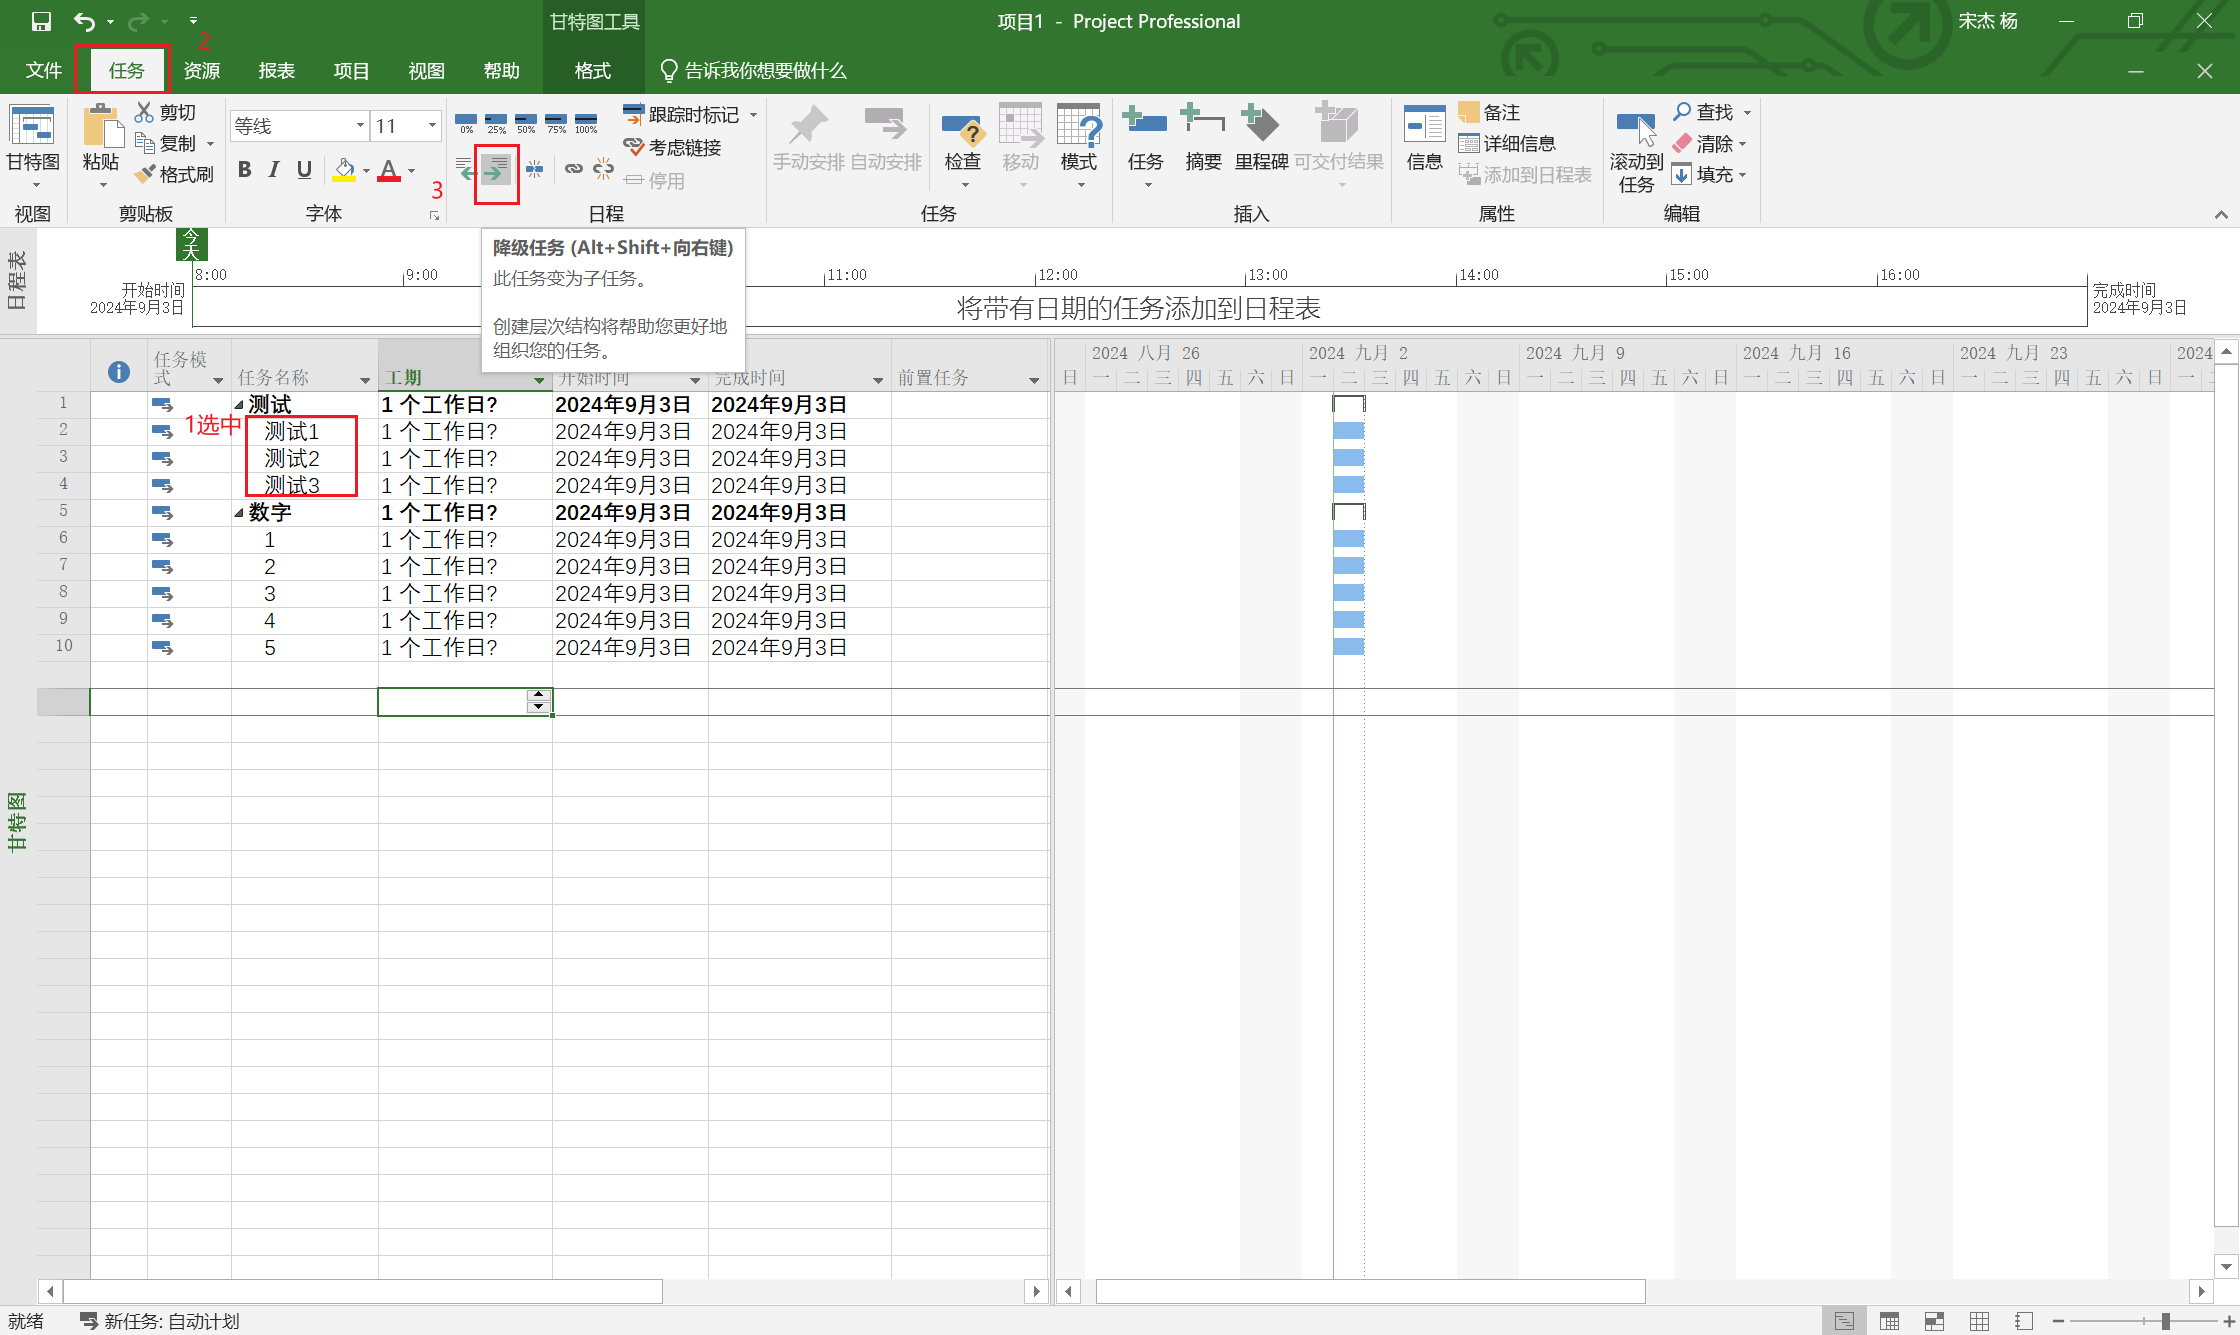 甘特图工具
项目1 - Project Professional
宋杰 杨
2
文件
任务
资源
报表
项目
视图
帮助
格式
告诉我你想要做什么
甘特图
视图
粘贴
剪切
复制
格式刷
剪贴板
等线
11
B I U A
字体
3
0% 25% 50% 75% 100%
跟踪时标记
考虑链接
停用
日程
手动安排
自动安排
检查
移动
模式
任务
任务
摘要
里程碑
可交付结果
插入
信息
备注
详细信息
添加到日程表
属性
滚动到
任务
查找
清除
填充
编辑
降级任务 (Alt+Shift+向右键)
此任务变为子任务。
创建层次结构将帮助您更好地
组织您的任务。
日程表
今天
8:00 9:00 11:00 12:00 13:00 14:00 15:00 16:00
开始时间
2024年9月3日
将带有日期的任务添加到日程表
完成时间
2024年9月3日
任务模式 任务名称 工期 开始时间 完成时间 前置任务
2024 八月 26 2024 九月 2 2024 九月 9 2024 九月 16 2024 九月 23 2024
日 一 二 三 四 五 六 日 一 二 三 四 五 六 日 一 二 三 四 五 六 日 一 二 三 四 五 六 日 一 二 三 四 五 六 日 一
1 测试 1 个工作日? 2024年9月3日 2024年9月3日
1选中
2 测试1 1 个工作日? 2024年9月3日 2024年9月3日
3 测试2 1 个工作日? 2024年9月3日 2024年9月3日
4 测试3 1 个工作日? 2024年9月3日 2024年9月3日
5 数字 1 个工作日? 2024年9月3日 2024年9月3日
6 1 1 个工作日? 2024年9月3日 2024年9月3日
7 2 1 个工作日? 2024年9月3日 2024年9月3日
8 3 1 个工作日? 2024年9月3日 2024年9月3日
9 4 1 个工作日? 2024年9月3日 2024年9月3日
10 5 1 个工作日? 2024年9月3日 2024年9月3日
甘特图
就绪
新任务: 自动计划